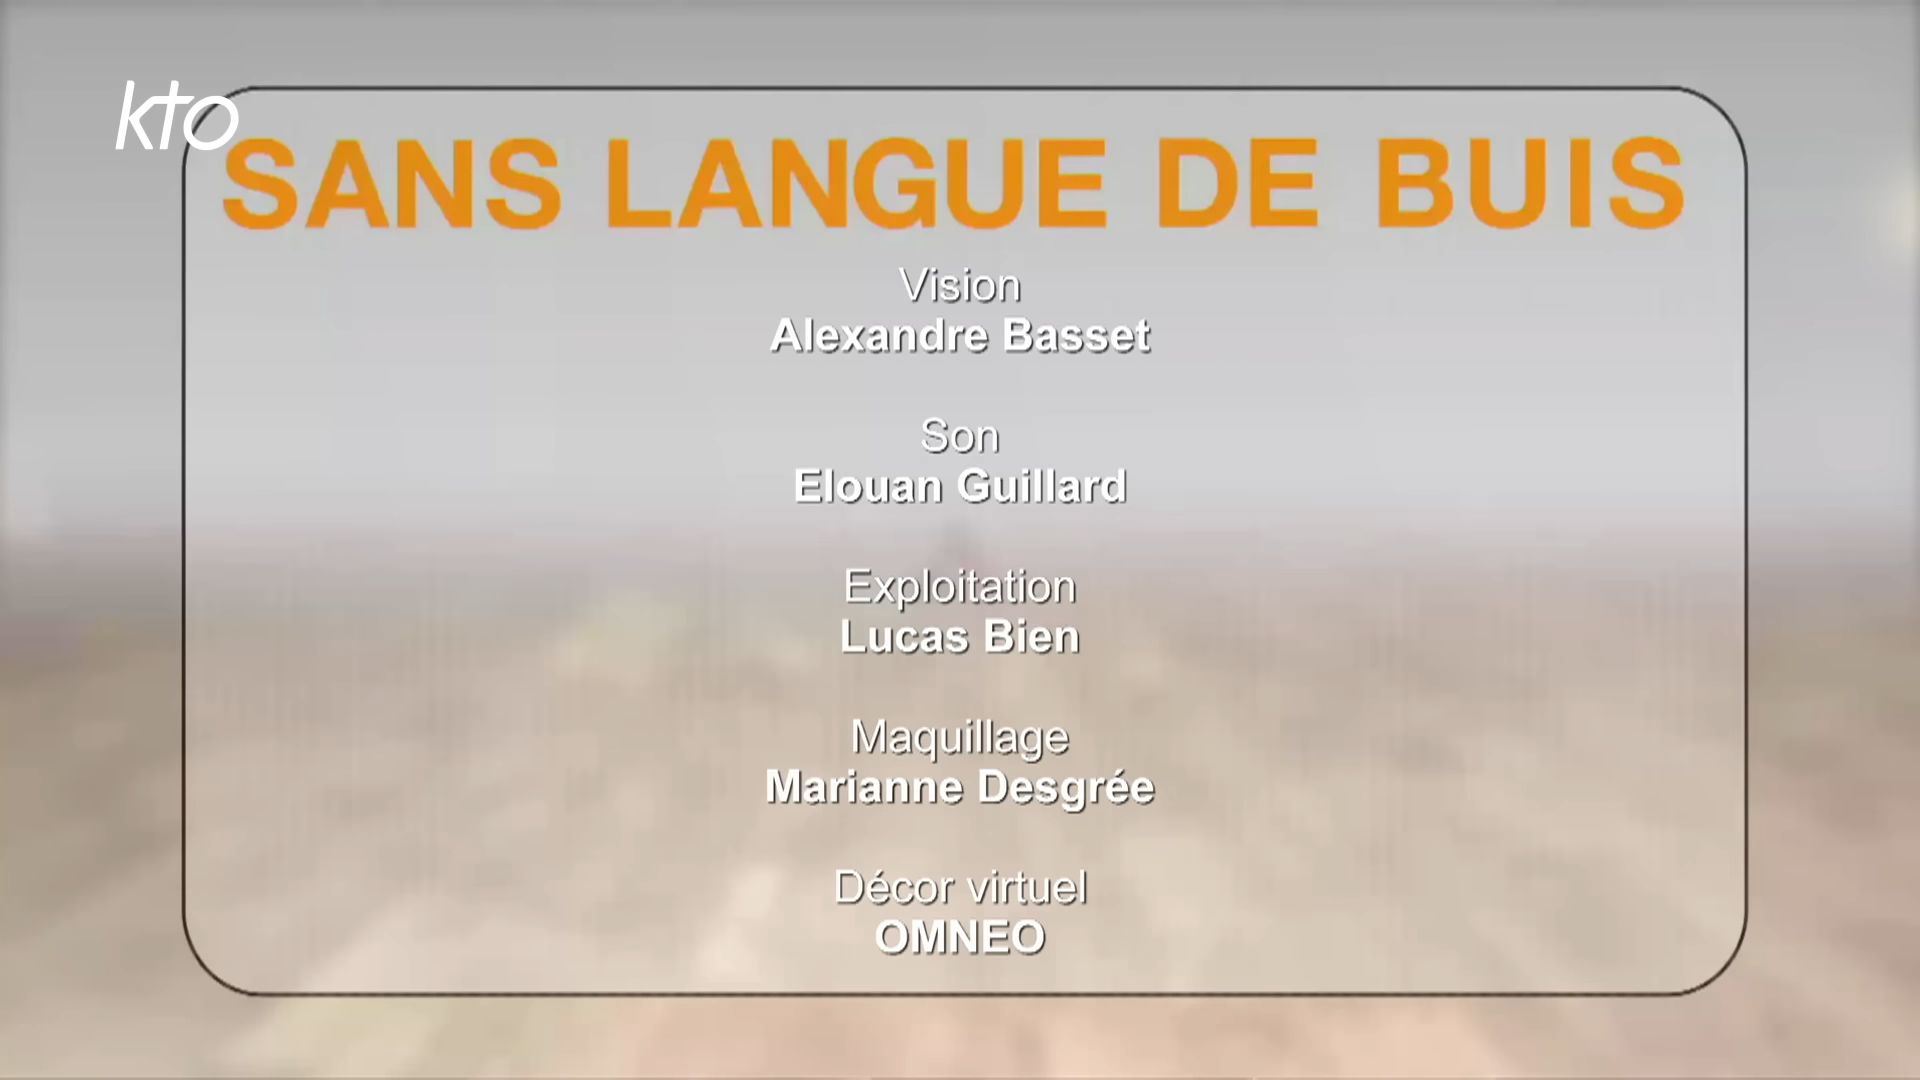 kto
SANS LANGUE DE BUIS
Vision
Alexandre Basset
Son
Elouan Guillard
Exploitation
Lucas Bien
Maquillage
Marianne Desgrée
Décor virtuel
OMNEO